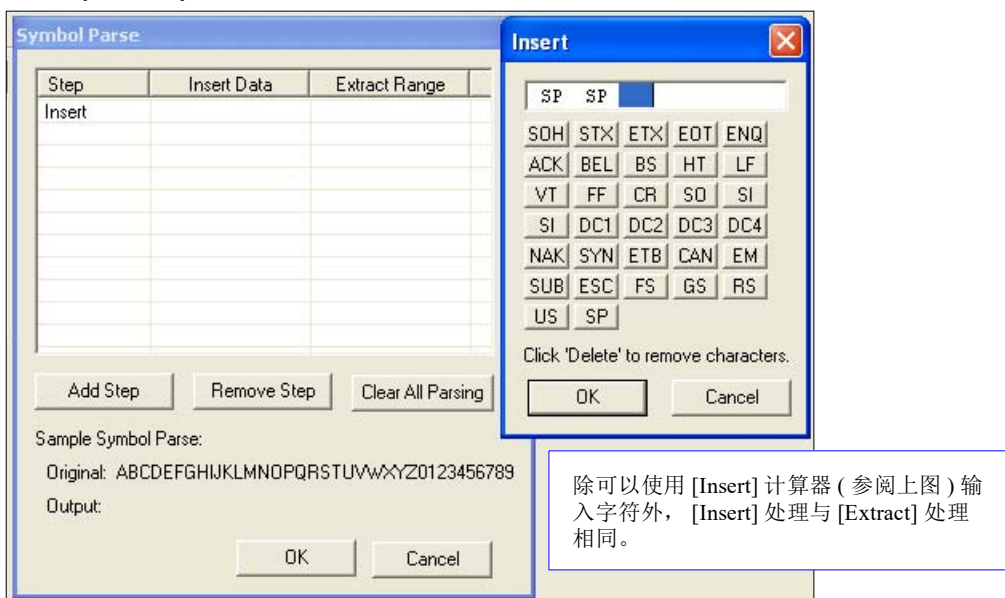 Symbol Parse
Step Insert Data Extract Range
Insert
Add Step Remove Step Clear All Parsing
Sample Symbol Parse:
Original: ABCDEFGHIJKLMNOPQRSTUVWXYZ0123456789
Output:
OK Cancel
Insert
SP SP
SOH STX ETX EOT ENQ
ACK BEL BS HT LF
VT FF CR SO SI
SI DC1 DC2 DC3 DC4
NAK SYN ETB CAN EM
SUB ESC FS GS RS
US SP
Click 'Delete' to remove characters.
OK Cancel
除可以使用 [Insert] 计算器 ( 参阅上图 ) 输
入字符外， [Insert] 处理与 [Extract] 处理
相同。